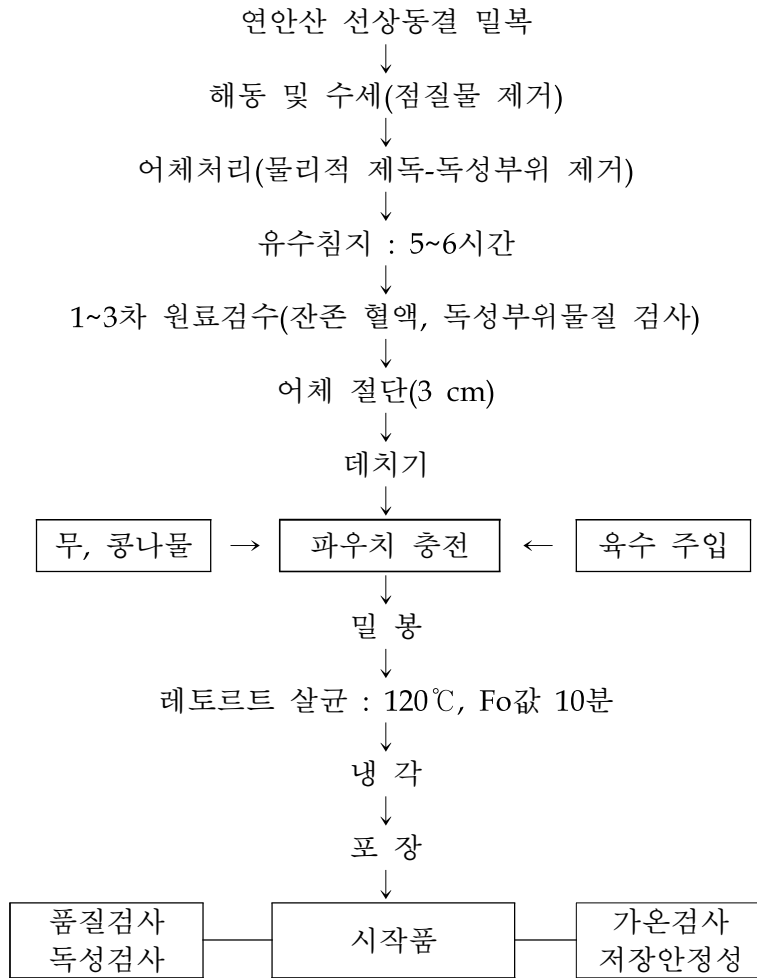 연안산 선상동결 밀복
↓
해동 및 수세(점질물 제거)
↓
어체처리(물리적 제독-독성부위 제거)
↓
유수침지 : 5~6시간
↓
1~3차 원료검수(잔존 혈액, 독성부위물질 검사)
↓
어체 절단(3 cm)
↓
데치기
↓
무, 콩나물 → 파우치 충전 ← 육수 주입
↓
밀 봉
↓
레토르트 살균 : 120℃, Fo값 10분
↓
냉 각
↓
포 장
↓
품질검사
독성검사
시작품
가온검사
저장안정성